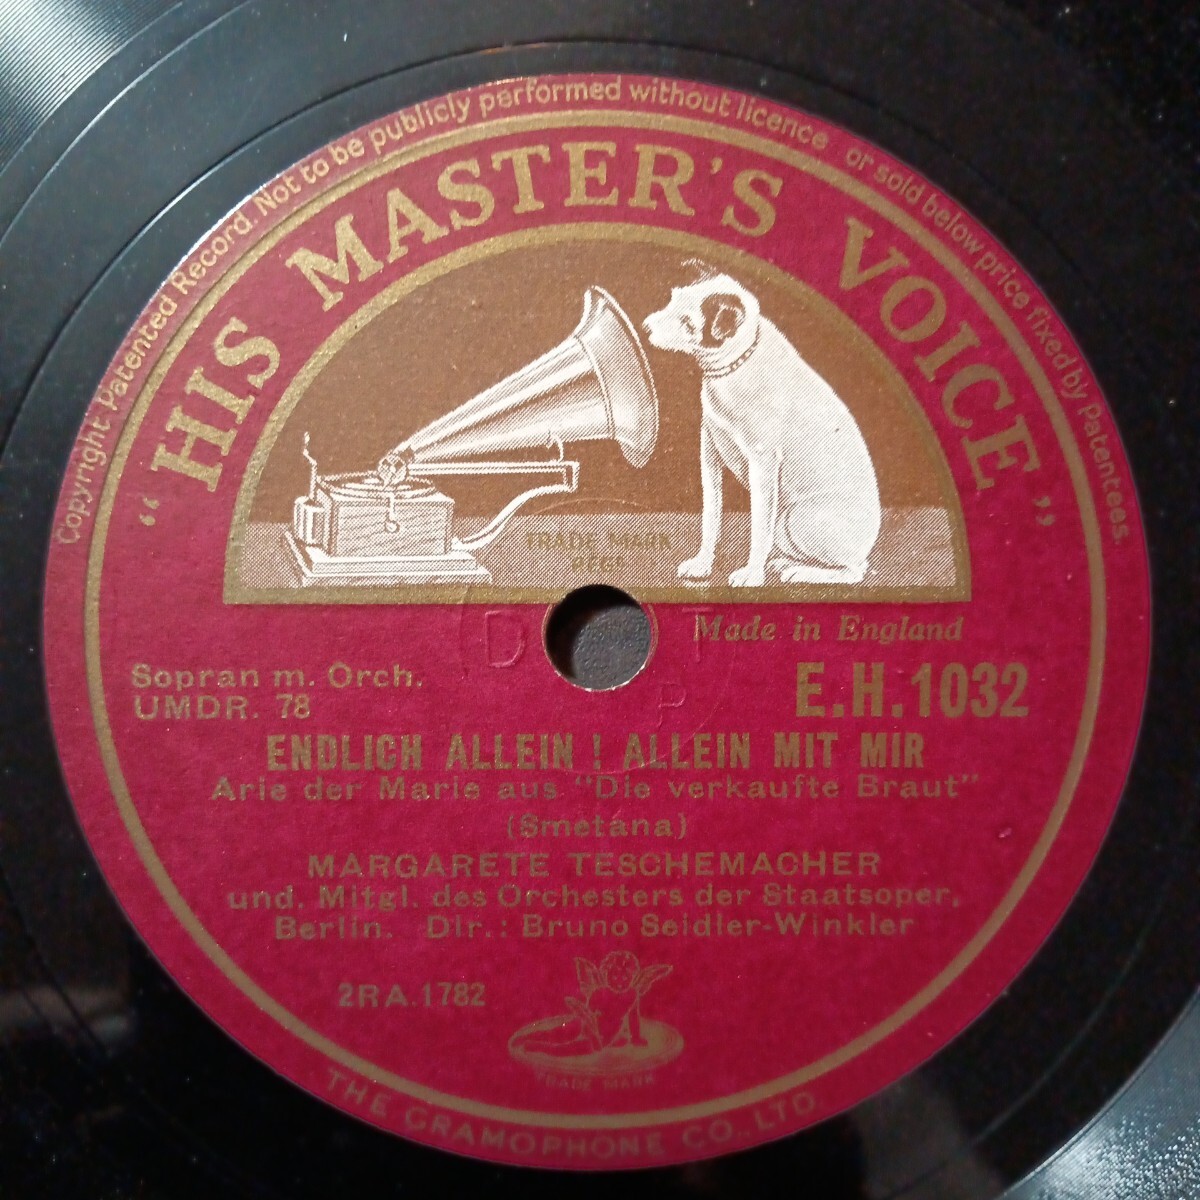 Copyright. Patented Record. Not to be publicly performed without licence or sold below price fixed by Patentees.
"HIS MASTER'S VOICE"
TRADE MARK
REGD
D T
P
Made in England
Sopran m. Orch.
UMDR. 78
E.H.1032
ENDLICH ALLEIN ! ALLEIN MIT MIR
Arie der Marie aus "Die verkaufte Braut"
(Smetana)
MARGARETE TESCHEMACHER
und. Mitgl. des Orchesters der Staatsoper,
Berlin. Dir.: Bruno Seidler-Winkler
2RA.1782
TRADE MARK
THE GRAMOPHONE CO., LTD